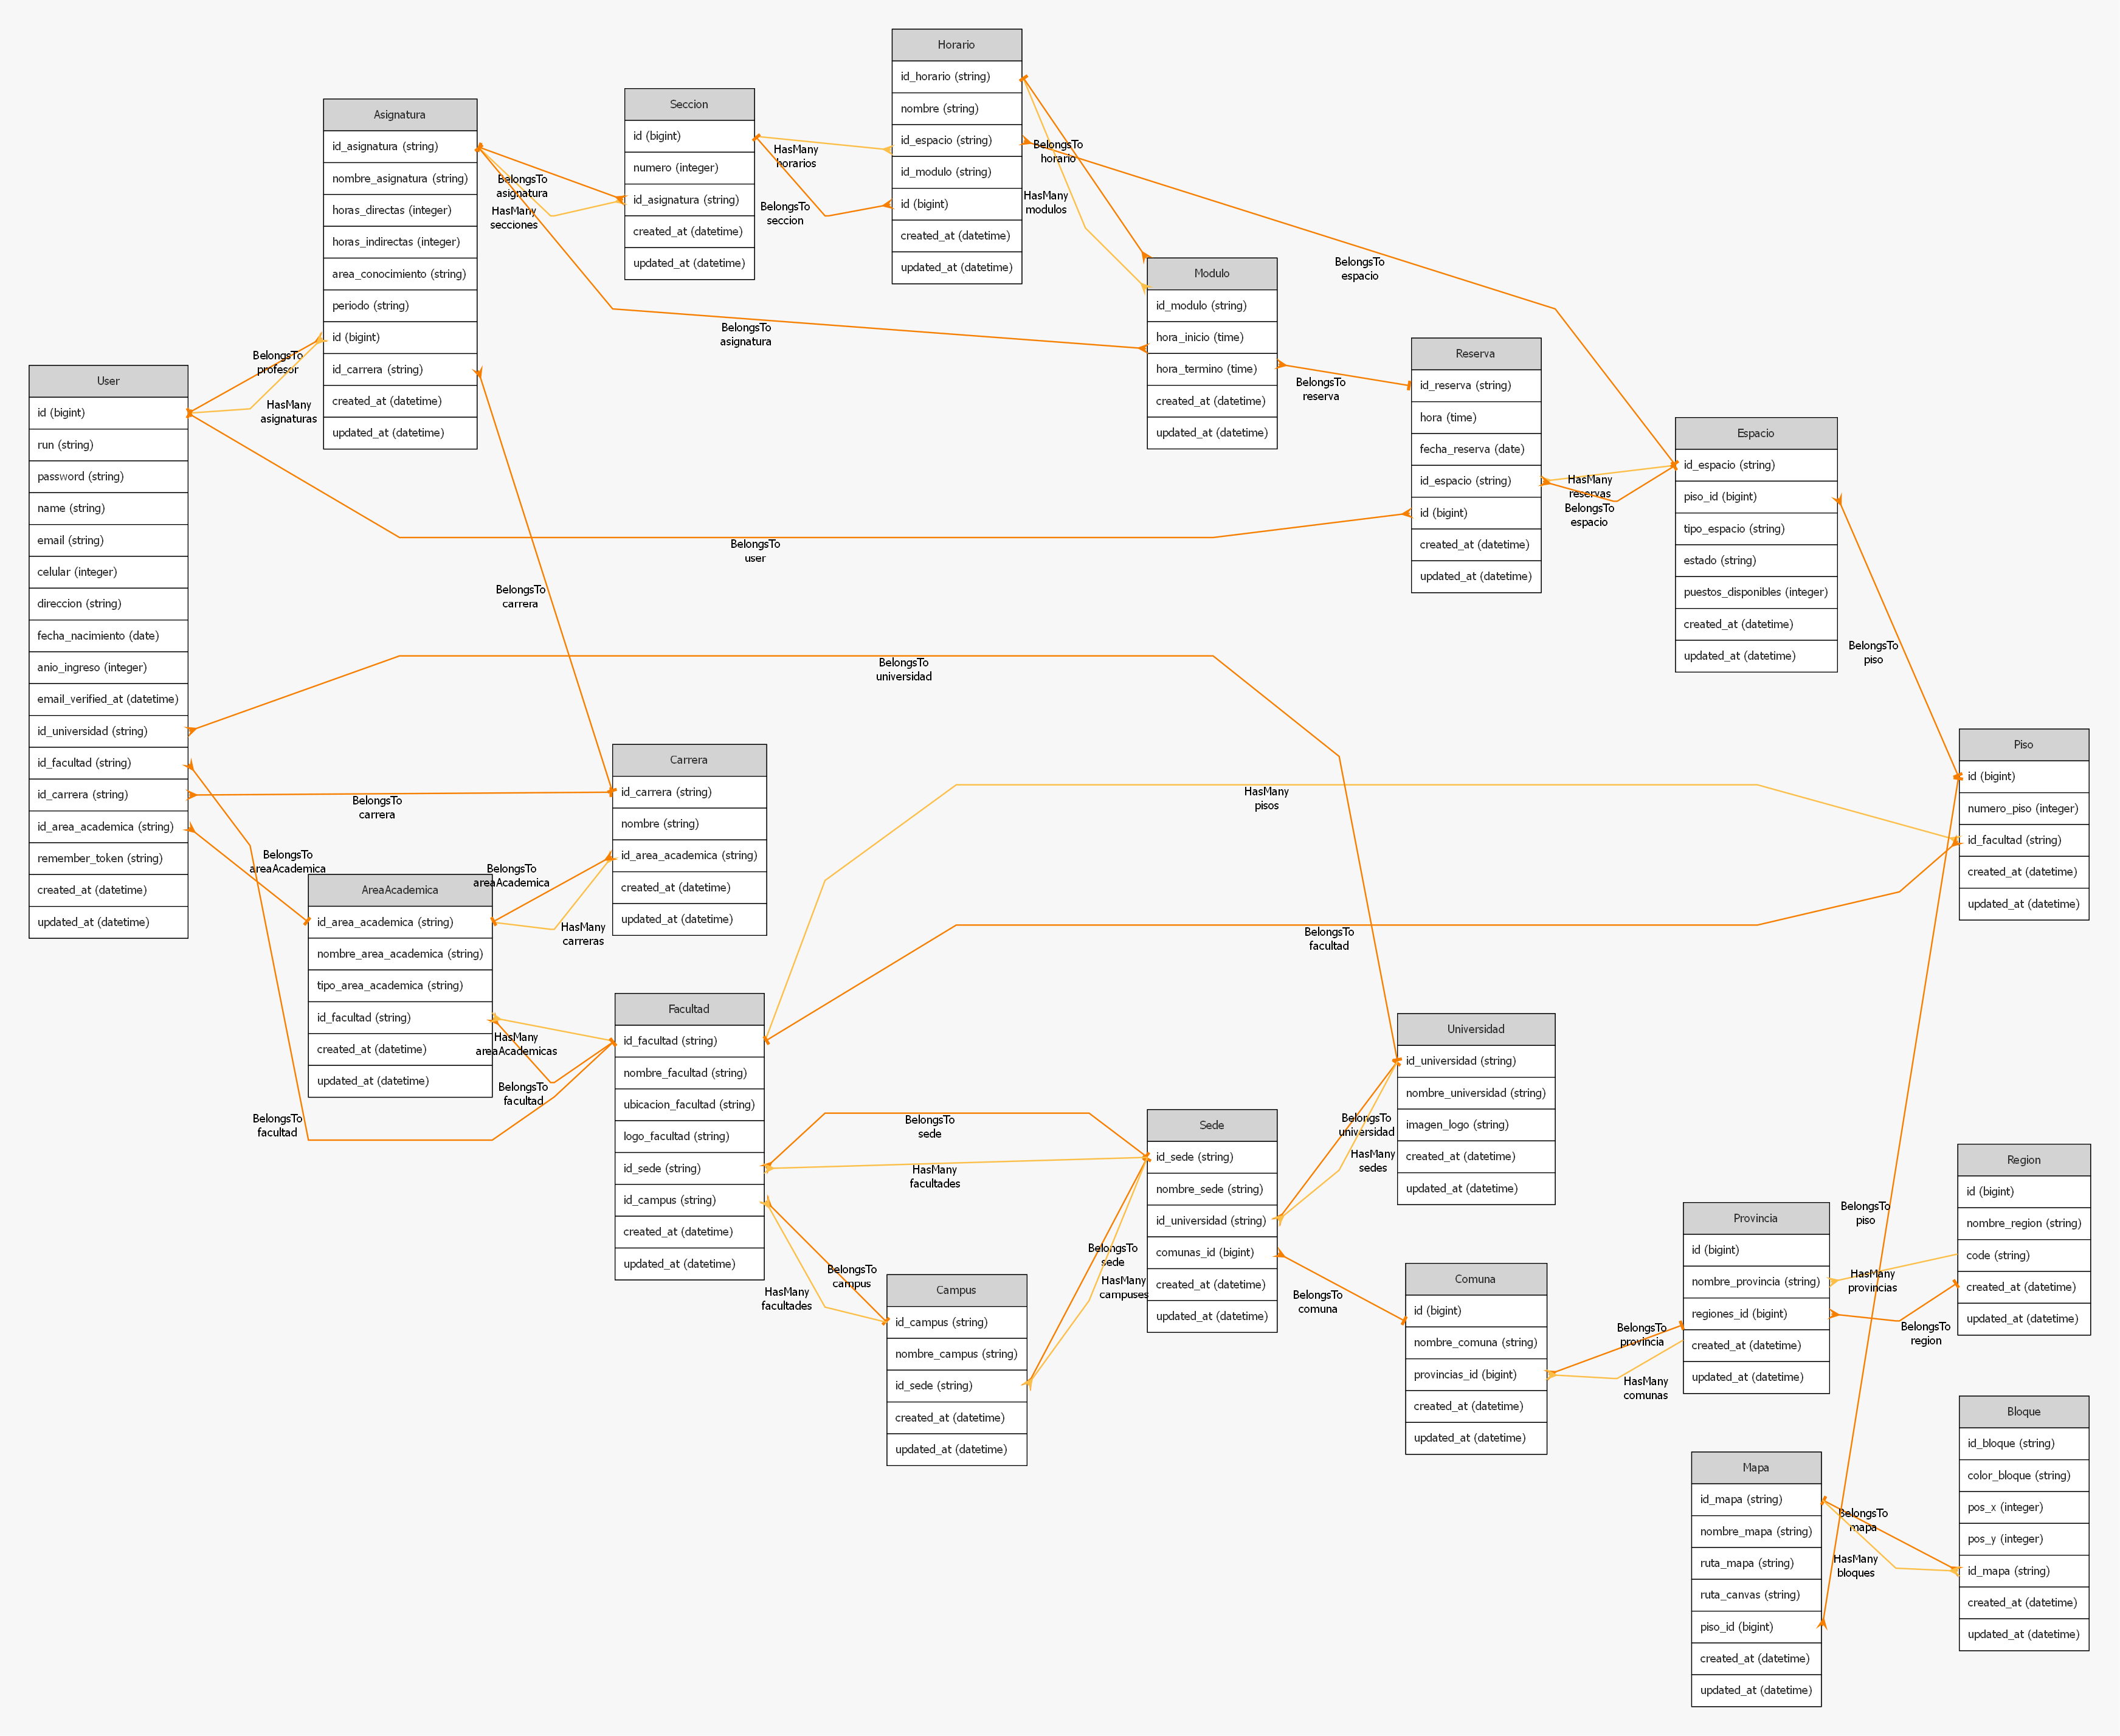 Horario
id_horario (string)
nombre (string)
id_espacio (string)
id_modulo (string)
id (bigint)
created_at (datetime)
updated_at (datetime)
Seccion
id (bigint)
numero (integer)
id_asignatura (string)
created_at (datetime)
updated_at (datetime)
Asignatura
id_asignatura (string)
nombre_asignatura (string)
horas_directas (integer)
horas_indirectas (integer)
area_conocimiento (string)
periodo (string)
id (bigint)
id_carrera (string)
created_at (datetime)
updated_at (datetime)
BelongsTo
asignatura
HasMany
secciones
HasMany
horarios
BelongsTo
seccion
BelongsTo
horario
HasMany
modulos
BelongsTo
espacio
Modulo
id_modulo (string)
hora_inicio (time)
hora_termino (time)
created_at (datetime)
updated_at (datetime)
BelongsTo
asignatura
BelongsTo
profesor
HasMany
asignaturas
BelongsTo
reserva
Reserva
id_reserva (string)
hora (time)
fecha_reserva (date)
id_espacio (string)
id (bigint)
created_at (datetime)
updated_at (datetime)
HasMany
reservas
BelongsTo
espacio
Espacio
id_espacio (string)
piso_id (bigint)
tipo_espacio (string)
estado (string)
puestos_disponibles (integer)
created_at (datetime)
updated_at (datetime)
User
id (bigint)
run (string)
password (string)
name (string)
email (string)
celular (integer)
direccion (string)
fecha_nacimiento (date)
anio_ingreso (integer)
email_verified_at (datetime)
id_universidad (string)
id_facultad (string)
id_carrera (string)
id_area_academica (string)
remember_token (string)
created_at (datetime)
updated_at (datetime)
BelongsTo
user
BelongsTo
carrera
BelongsTo
universidad
BelongsTo
piso
Carrera
id_carrera (string)
nombre (string)
id_area_academica (string)
created_at (datetime)
updated_at (datetime)
Piso
id (bigint)
numero_piso (integer)
id_facultad (string)
created_at (datetime)
updated_at (datetime)
BelongsTo
carrera
HasMany
pisos
BelongsTo
areaAcademica
BelongsTo
areaAcademica
HasMany
carreras
BelongsTo
facultad
AreaAcademica
id_area_academica (string)
nombre_area_academica (string)
tipo_area_academica (string)
id_facultad (string)
created_at (datetime)
updated_at (datetime)
HasMany
areaAcademicas
BelongsTo
facultad
BelongsTo
facultad
Facultad
id_facultad (string)
nombre_facultad (string)
ubicacion_facultad (string)
logo_facultad (string)
id_sede (string)
id_campus (string)
created_at (datetime)
updated_at (datetime)
BelongsTo
sede
HasMany
facultades
BelongsTo
campus
HasMany
facultades
Universidad
id_universidad (string)
nombre_universidad (string)
imagen_logo (string)
created_at (datetime)
updated_at (datetime)
Sede
id_sede (string)
nombre_sede (string)
id_universidad (string)
comunas_id (bigint)
created_at (datetime)
updated_at (datetime)
BelongsTo
universidad
HasMany
sedes
BelongsTo
sede
HasMany
campuses
BelongsTo
comuna
Campus
id_campus (string)
nombre_campus (string)
id_sede (string)
created_at (datetime)
updated_at (datetime)
Comuna
id (bigint)
nombre_comuna (string)
provincias_id (bigint)
created_at (datetime)
updated_at (datetime)
BelongsTo
provincia
HasMany
comunas
Provincia
id (bigint)
nombre_provincia (string)
regiones_id (bigint)
created_at (datetime)
updated_at (datetime)
BelongsTo
piso
HasMany
provincias
BelongsTo
region
Region
id (bigint)
nombre_region (string)
code (string)
created_at (datetime)
updated_at (datetime)
Mapa
id_mapa (string)
nombre_mapa (string)
ruta_mapa (string)
ruta_canvas (string)
piso_id (bigint)
created_at (datetime)
updated_at (datetime)
BelongsTo
mapa
HasMany
bloques
Bloque
id_bloque (string)
color_bloque (string)
pos_x (integer)
pos_y (integer)
id_mapa (string)
created_at (datetime)
updated_at (datetime)